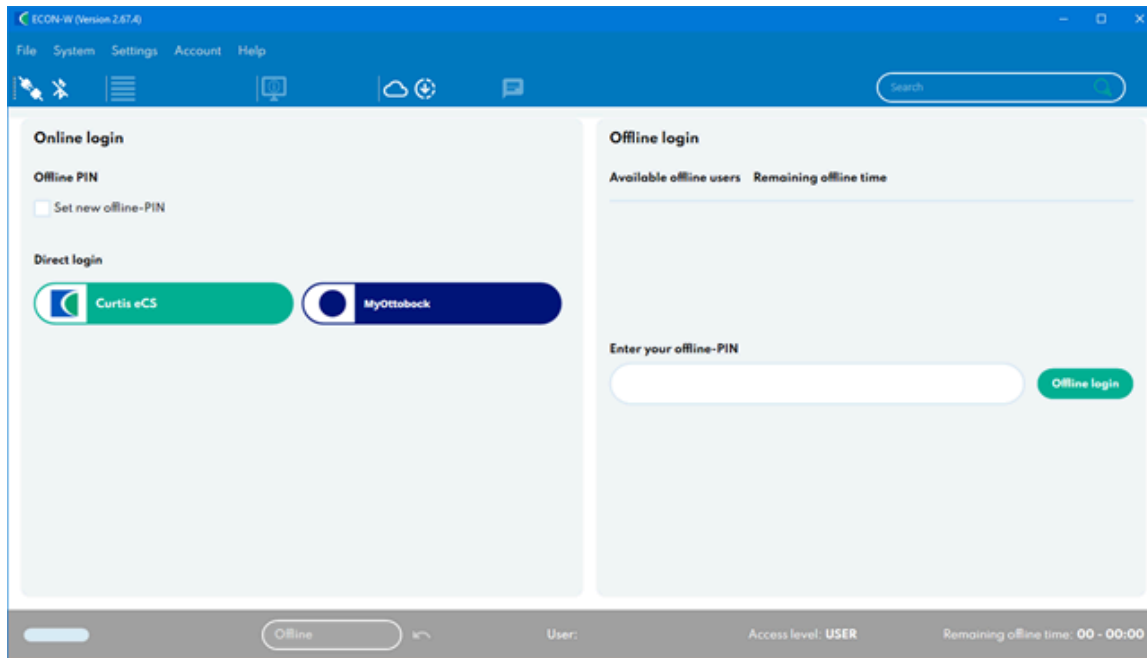 ECON-W (Version 2.67.4)
File System Settings Account Help
Search
Online login
Offline PIN
Set new offline-PIN
Direct login
Curtis eCS MyOttobock
Offline login
Available offline users Remaining offline time
Enter your offline-PIN
Offline login
Offline User: Access level: USER Remaining offline time: 00 - 00:00